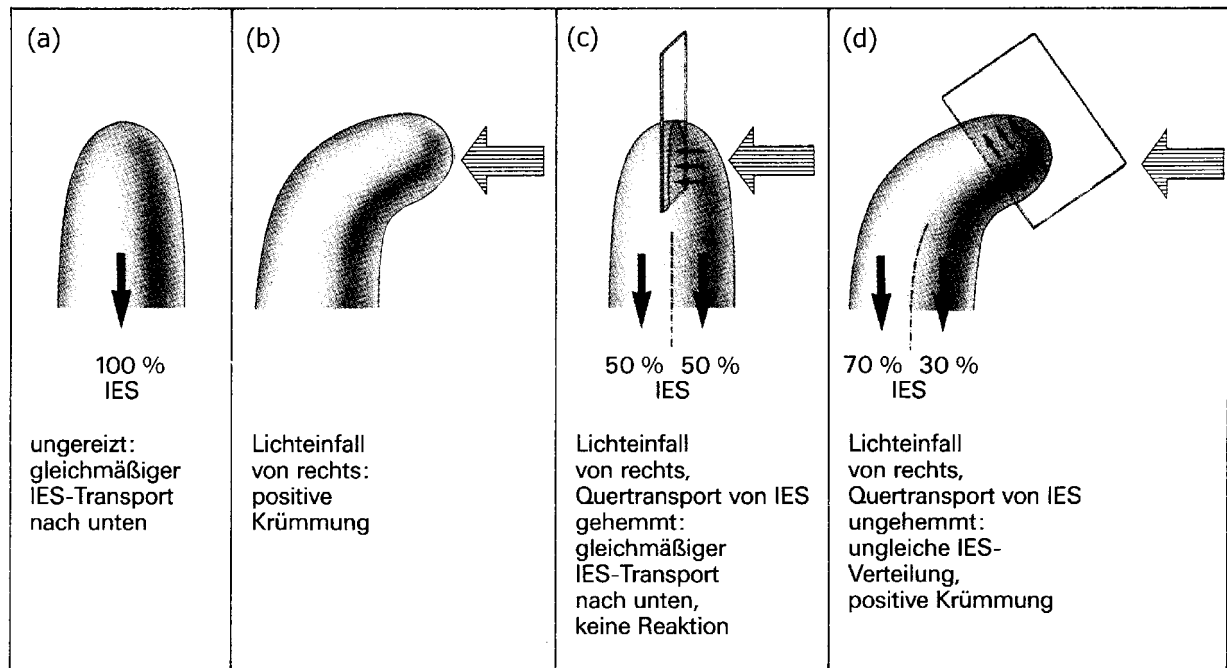 (a)
100 %
IES
ungereizt:
gleichmäßiger
IES-Transport
nach unten
(b)
Lichteinfall
von rechts:
positive
Krümmung
(c)
50 % 50 %
IES
Lichteinfall
von rechts,
Quertransport von IES
gehemmt:
gleichmäßiger
IES-Transport
nach unten,
keine Reaktion
(d)
70 % 30 %
IES
Lichteinfall
von rechts,
Quertransport von IES
ungehemmt:
ungleiche IES-
Verteilung,
positive Krümmung